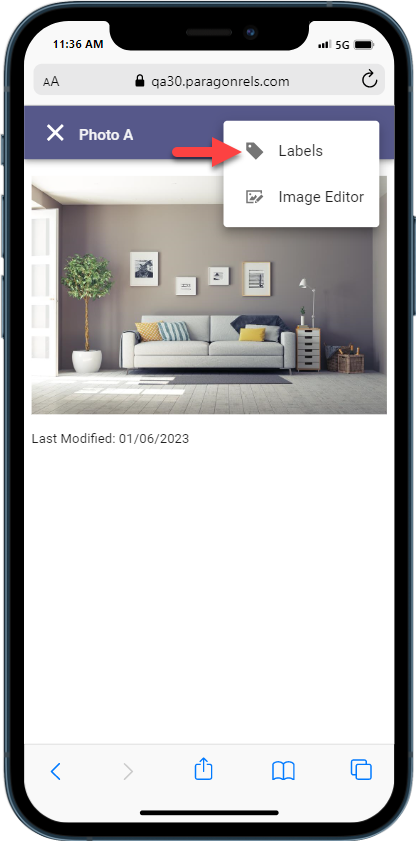 11:36 AM
5G
AA
qa30.paragonrels.com
Photo A
Labels
Image Editor
Last Modified: 01/06/2023